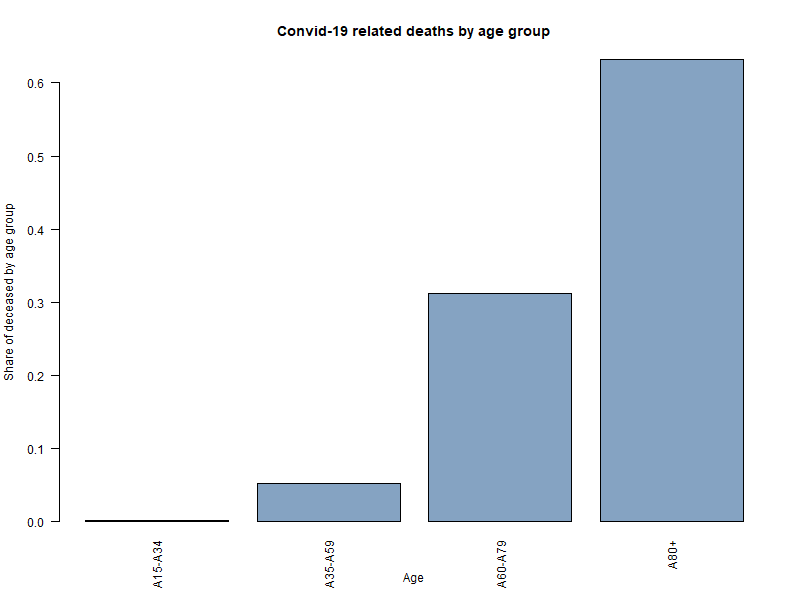 Convid-19 related deaths by age group
Share of deceased by age group
0.6
0.5
0.4
0.3
0.2
0.1
0.0
A15-A34
A35-A59
A60-A79
A80+
Age